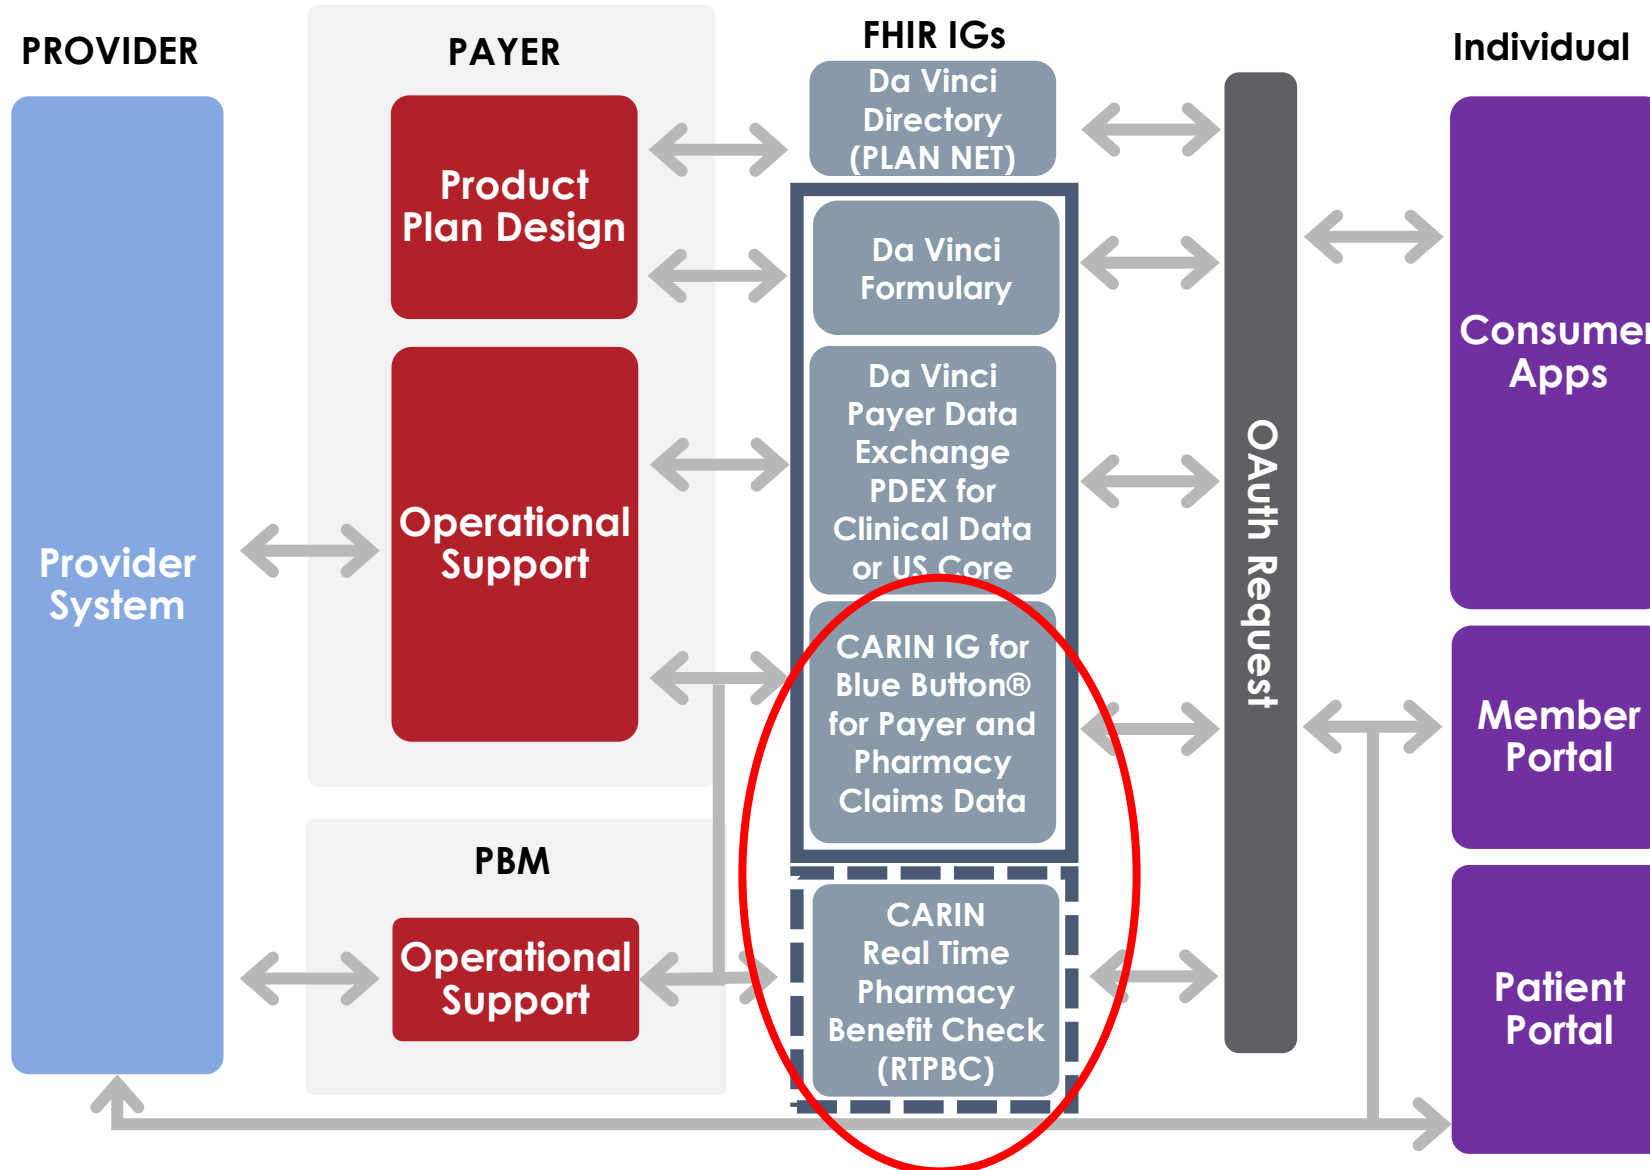 PROVIDER
Provider
System
PAYER
Product
Plan Design
Operational
Support
PBM
Operational
Support
FHIR IGs
Da Vinci
Directory
(PLAN NET)
Da Vinci
Formulary
Da Vinci
Payer Data
Exchange
PDEX for
Clinical Data
or US Core
CARIN IG for
Blue Button®
for Payer and
Pharmacy
Claims Data
CARIN
Real Time
Pharmacy
Benefit Check
(RTPBC)
OAuth Request
Individual
Consumer
Apps
Member
Portal
Patient
Portal